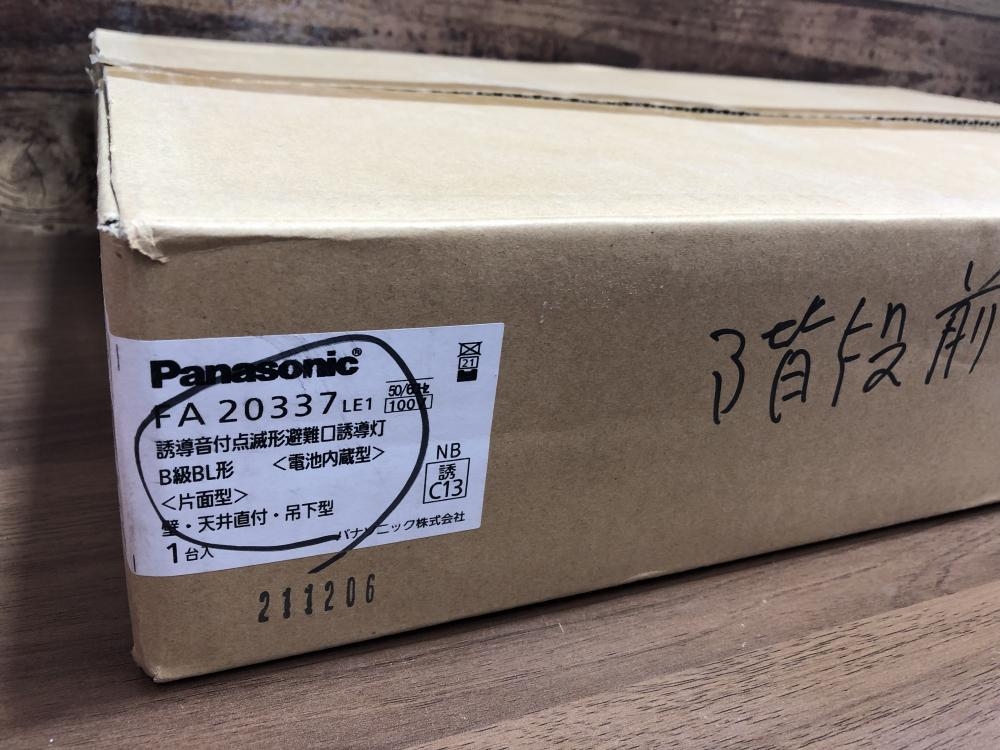 Panasonic®
FA 20337 LE1
50/60Hz
100V
21
誘導音付点滅形避難口誘導灯
B級BL形 <電池内蔵型>
<片面型>
壁・天井直付・吊下型
1台入
NB
誘
C13
パナソニック株式会社
211206
階段前